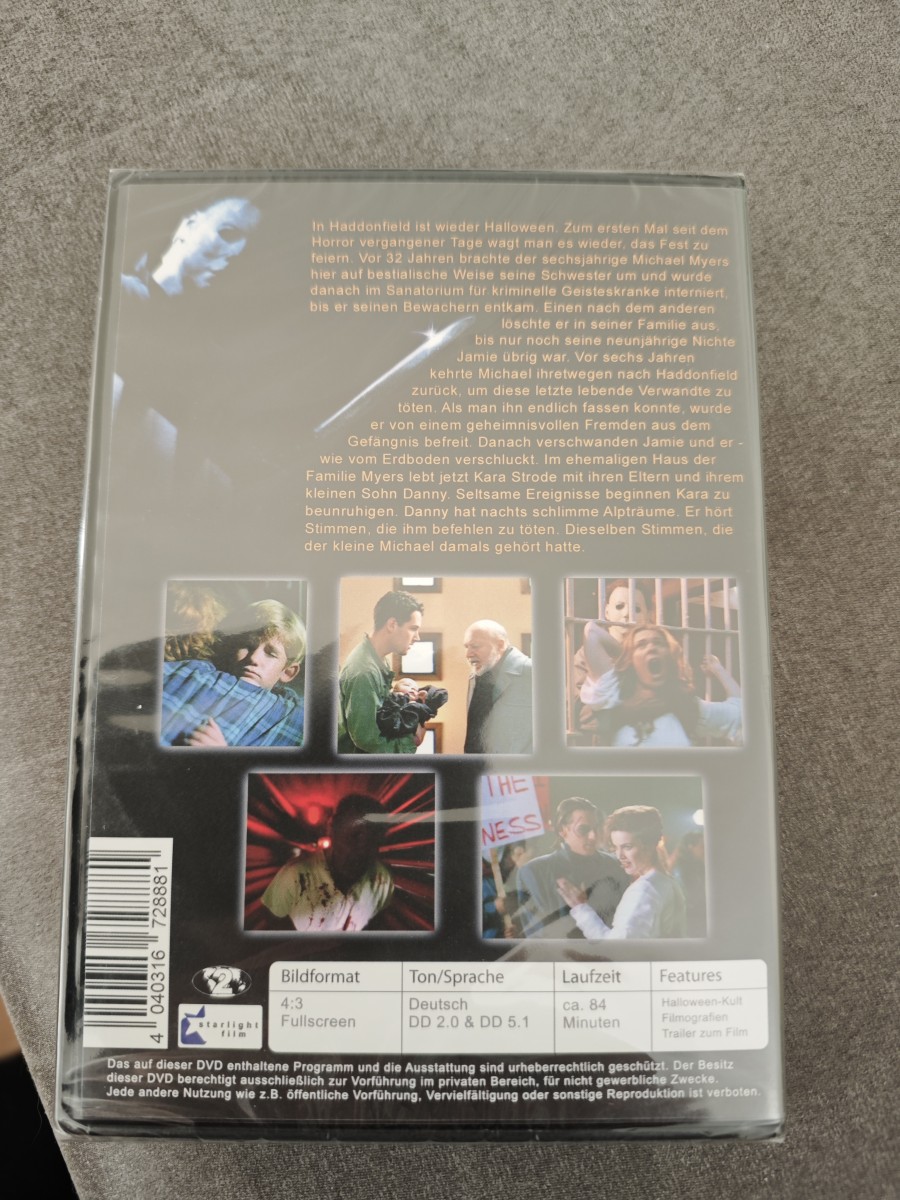 In Haddonfield ist wieder Halloween. Zum ersten Mal seit dem
Horror vergangener Tage wagt man es wieder, das Fest zu
feiern. Vor 32 Jahren brachte der sechsjährige Michael Myers
hier auf bestialische Weise seine Schwester um und wurde
danach im Sanatorium für kriminelle Geisteskranke interniert,
bis er seinen Bewachern entkam. Einen nach dem anderen
löschte er in seiner Familie aus,
bis nur noch seine neunjährige Nichte
Jamie übrig war. Vor sechs Jahren
kehrte Michael ihretwegen nach Haddonfield
zurück, um diese letzte lebende Verwandte zu
töten. Als man ihn endlich fassen konnte, wurde
er von einem geheimnisvollen Fremden aus dem
Gefängnis befreit. Danach verschwanden Jamie und er -
wie vom Erdboden verschluckt. Im ehemaligen Haus der
Familie Myers lebt jetzt Kara Strode mit ihren Eltern und ihrem
kleinen Sohn Danny. Seltsame Ereignisse beginnen Kara zu
beunruhigen. Danny hat nachts schlimme Alpträume. Er hört
Stimmen, die ihm befehlen zu töten. Dieselben Stimmen, die
der kleine Michael damals gehört hatte.
THE
NESS
4 040316 728881
2
starlight
film
Bildformat
4:3
Fullscreen
Ton/Sprache
Deutsch
DD 2.0 & DD 5.1
Laufzeit
ca. 84
Minuten
Features
Halloween-Kult
Filmografien
Trailer zum Film
Das auf dieser DVD enthaltene Programm und die Ausstattung sind urheberrechtlich geschützt. Der Besitz
dieser DVD berechtigt ausschließlich zur Vorführung im privaten Bereich, für nicht gewerbliche Zwecke.
Jede andere Nutzung wie z.B. öffentliche Vorführung, Vervielfältigung oder sonstige Reproduktion ist verboten.